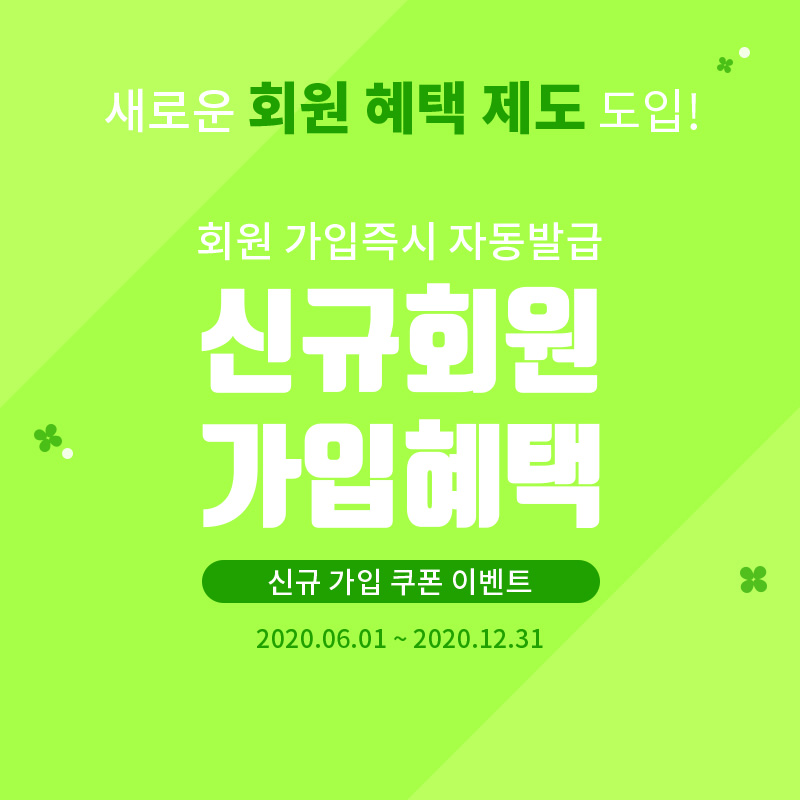 새로운 회원 혜택 제도 도입!
회원 가입즉시 자동발급
신규회원
가입혜택
신규 가입 쿠폰 이벤트
2020.06.01 ~ 2020.12.31